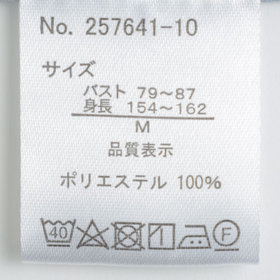 No. 257641-10
サイズ
バスト 79～87
身長 154～162
M
品質表示
ポリエステル 100%
40 F